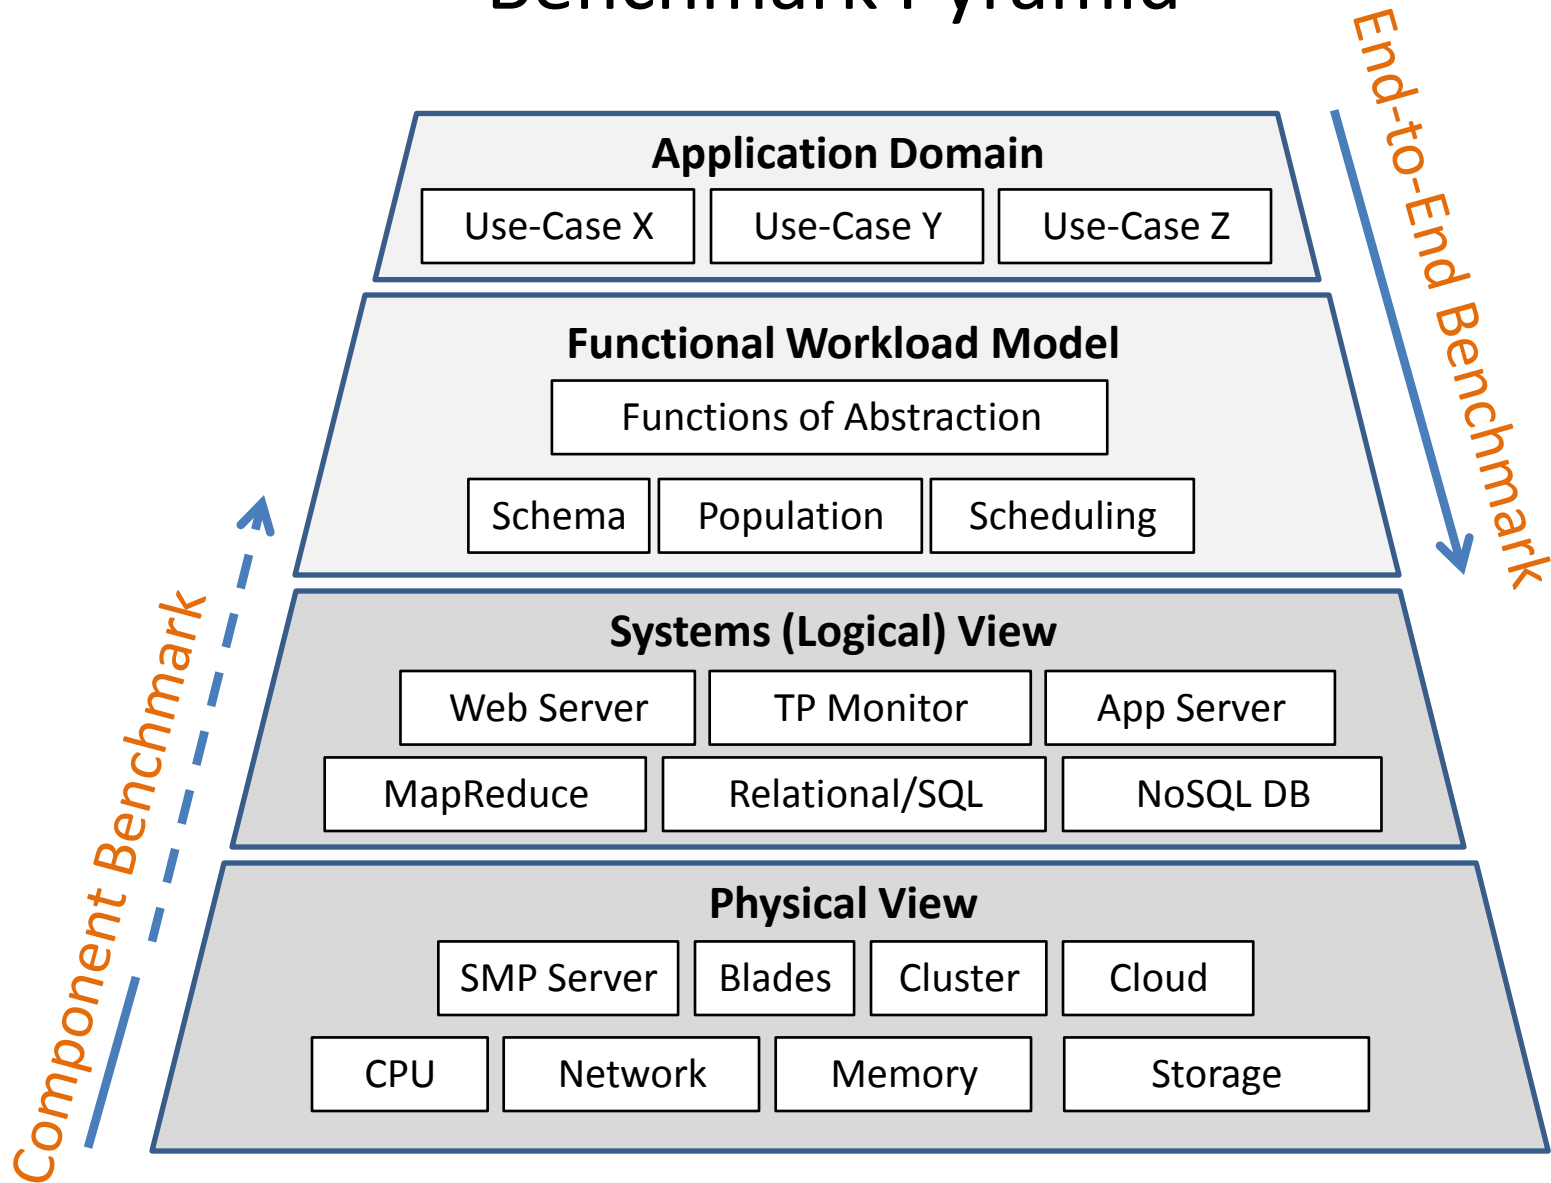 Benchmark Pyramid
End-to-End Benchmark
Application Domain
Use-Case X
Use-Case Y
Use-Case Z
Functional Workload Model
Functions of Abstraction
Schema
Population
Scheduling
Component Benchmark
Systems (Logical) View
Web Server
TP Monitor
App Server
MapReduce
Relational/SQL
NoSQL DB
Physical View
SMP Server
Blades
Cluster
Cloud
CPU
Network
Memory
Storage